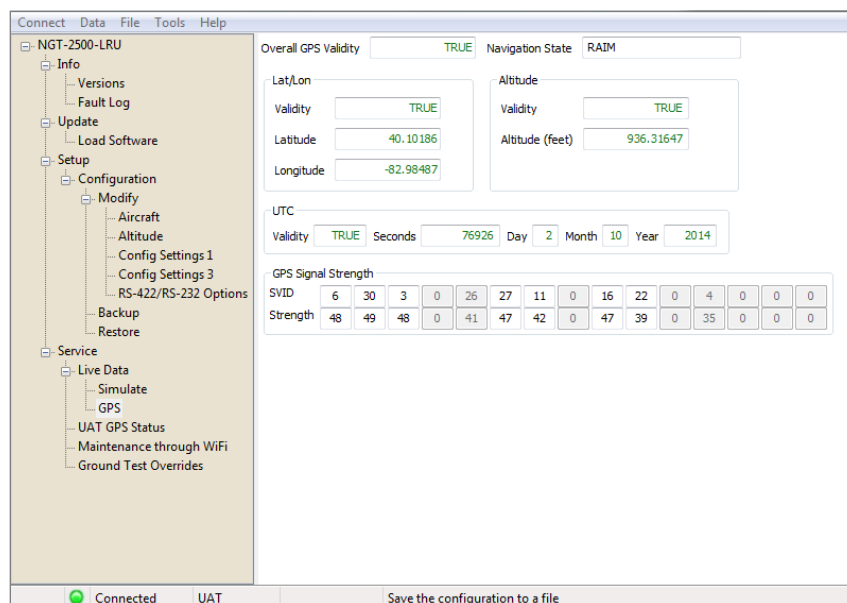 Connect Data File Tools Help
NGT-2500-LRU
Info
Versions
Fault Log
Update
Load Software
Setup
Configuration
Modify
Aircraft
Altitude
Config Settings 1
Config Settings 3
RS-422/RS-232 Options
Backup
Restore
Service
Live Data
Simulate
GPS
UAT GPS Status
Maintenance through WiFi
Ground Test Overrides
Overall GPS Validity TRUE Navigation State RAIM
Lat/Lon
Validity TRUE
Latitude 40.10186
Longitude -82.98487
Altitude
Validity TRUE
Altitude (feet) 936.31647
UTC
Validity TRUE Seconds 76926 Day 2 Month 10 Year 2014
GPS Signal Strength
SVID 6 30 3 0 26 27 11 0 16 22 0 4 0 0 0
Strength 48 49 48 0 41 47 42 0 47 39 0 35 0 0 0
Connected UAT Save the configuration to a file